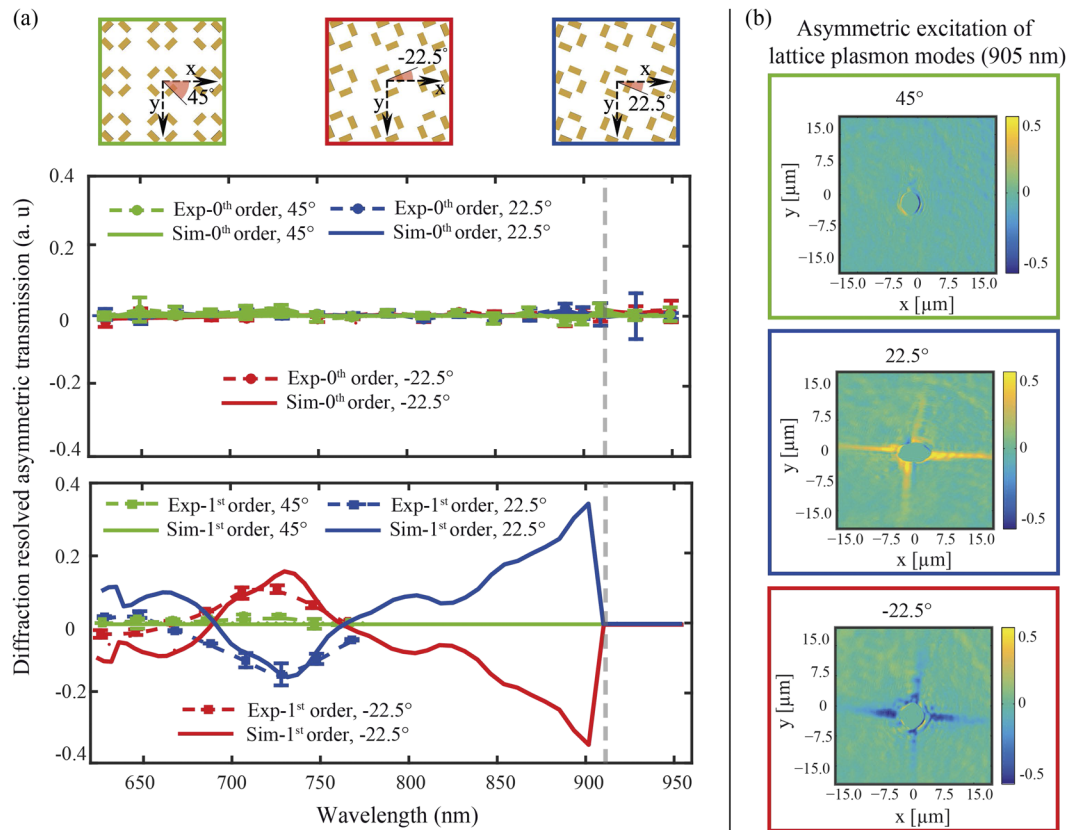 (a)
x
y
45°
-22.5°
x
y
x
y
22.5°
Diffraction resolved asymmetric transmission (a. u)
0.4
0.2
0
-0.2
-0.4
Exp-0th order, 45°
Sim-0th order, 45°
Exp-0th order, 22.5°
Sim-0th order, 22.5°
Exp-0th order, -22.5°
Sim-0th order, -22.5°
0.4
0.2
0
-0.2
-0.4
Exp-1st order, 45°
Sim-1st order, 45°
Exp-1st order, 22.5°
Sim-1st order, 22.5°
Exp-1st order, -22.5°
Sim-1st order, -22.5°
650 700 750 800 850 900 950
Wavelength (nm)
(b)
Asymmetric excitation of
lattice plasmon modes (905 nm)
45°
y [µm]
15.0
7.5
0
−7.5
−15.0
−15.0 −7.5 0 7.5 15.0
x [µm]
0.5
0
-0.5
22.5°
y [µm]
15.0
7.5
0
−7.5
−15.0
−15.0 −7.5 0 7.5 15.0
x [µm]
0.5
0
-0.5
-22.5°
y [µm]
15.0
7.5
0
−7.5
−15.0
−15.0 −7.5 0 7.5 15.0
x [µm]
0.5
0
-0.5